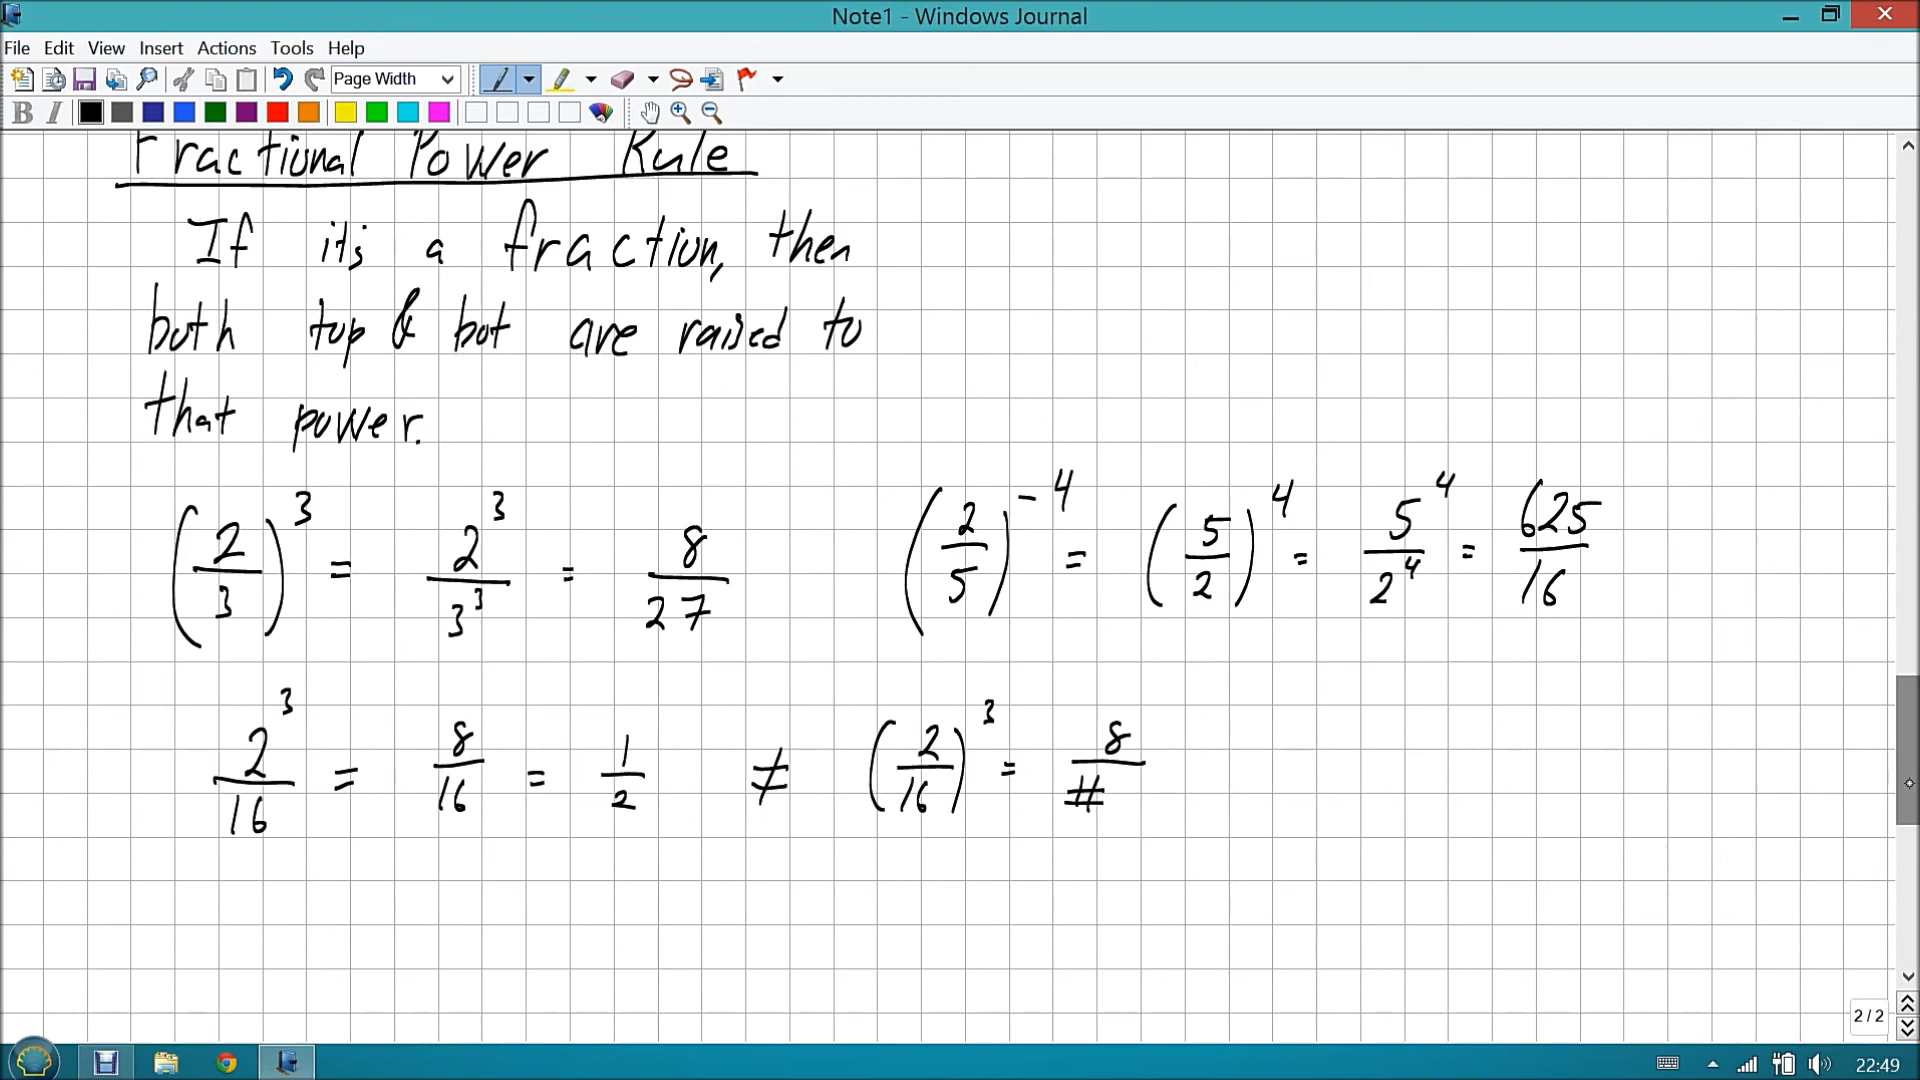 Note1 - Windows Journal
File Edit View Insert Actions Tools Help
Page Width
B I
Fractional Power Rule
If its a fraction, then
both top & bot are raised to
that power.
(2/3)^3 = 2^3/3^3 = 8/27 (2/5)^-4 = (5/2)^4 = 5^4/2^4 = 625/16
2^3/16 = 8/16 = 1/2 ≠ (2/16)^3 = 8/#
2 / 2
22:49